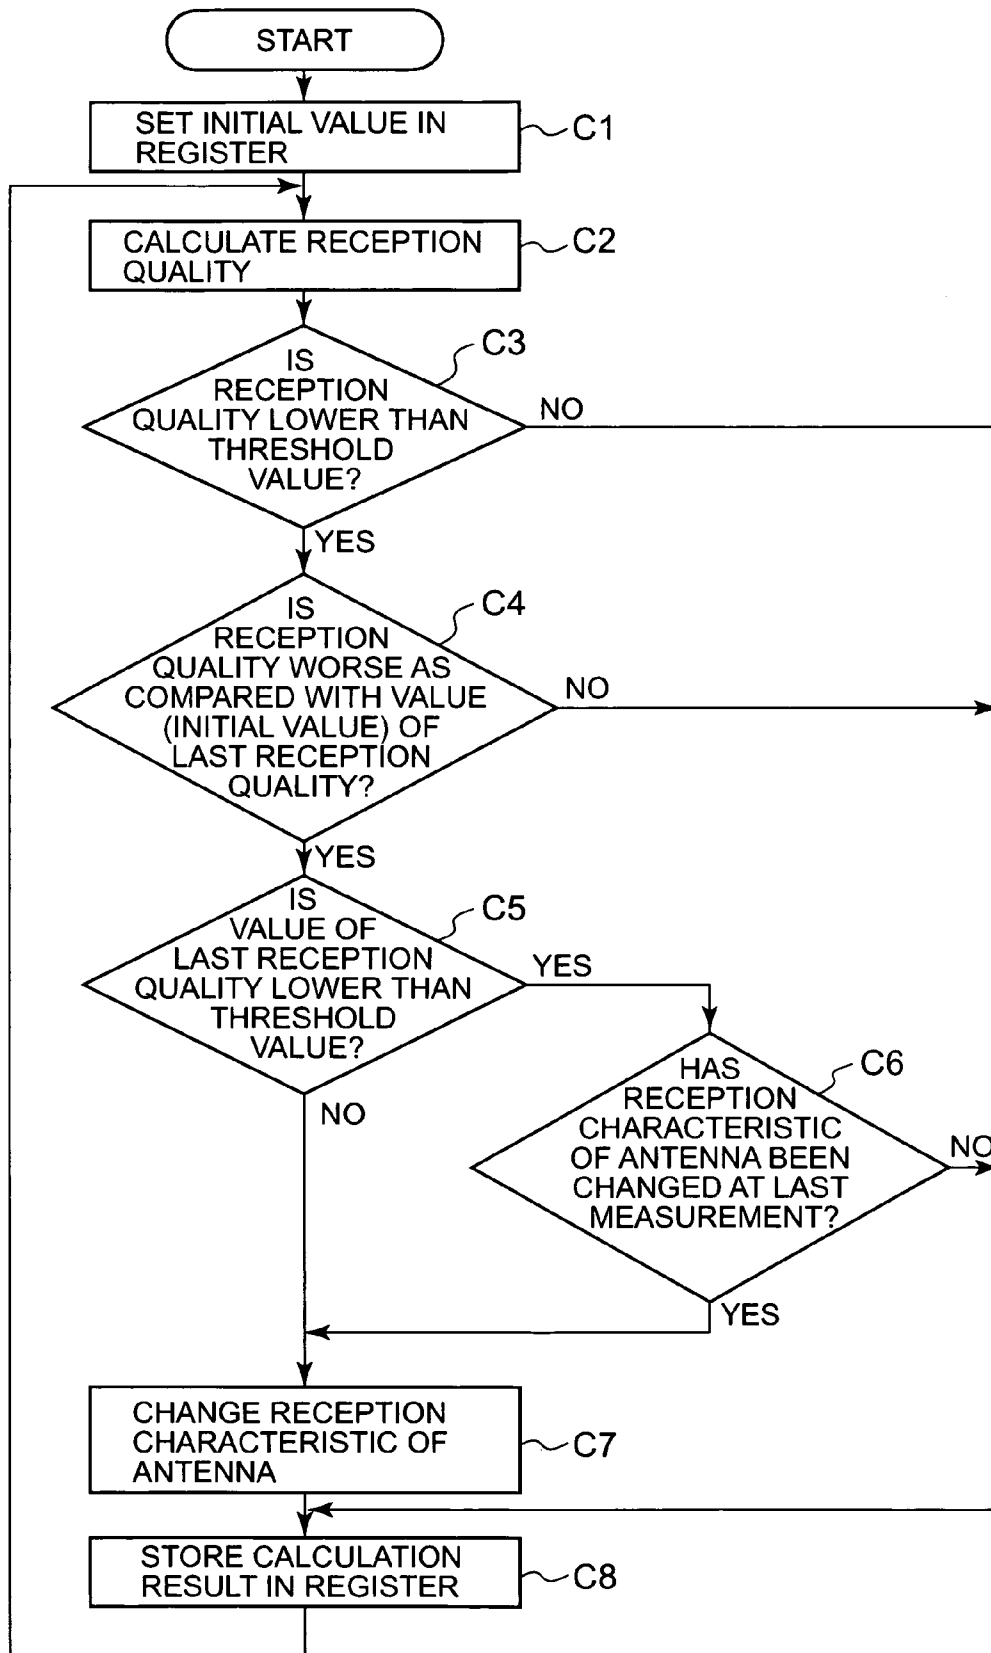 START
SET INITIAL VALUE IN
REGISTER
C1
CALCULATE RECEPTION
QUALITY
C2
IS
RECEPTION
QUALITY LOWER THAN
THRESHOLD
VALUE?
C3
NO
YES
IS
RECEPTION
QUALITY WORSE AS
COMPARED WITH VALUE
(INITIAL VALUE) OF
LAST RECEPTION
QUALITY?
C4
NO
YES
IS
VALUE OF
LAST RECEPTION
QUALITY LOWER THAN
THRESHOLD
VALUE?
C5
YES
NO
HAS
RECEPTION
CHARACTERISTIC
OF ANTENNA BEEN
CHANGED AT LAST
MEASUREMENT?
C6
NO
YES
CHANGE RECEPTION
CHARACTERISTIC OF
ANTENNA
C7
STORE CALCULATION
RESULT IN REGISTER
C8